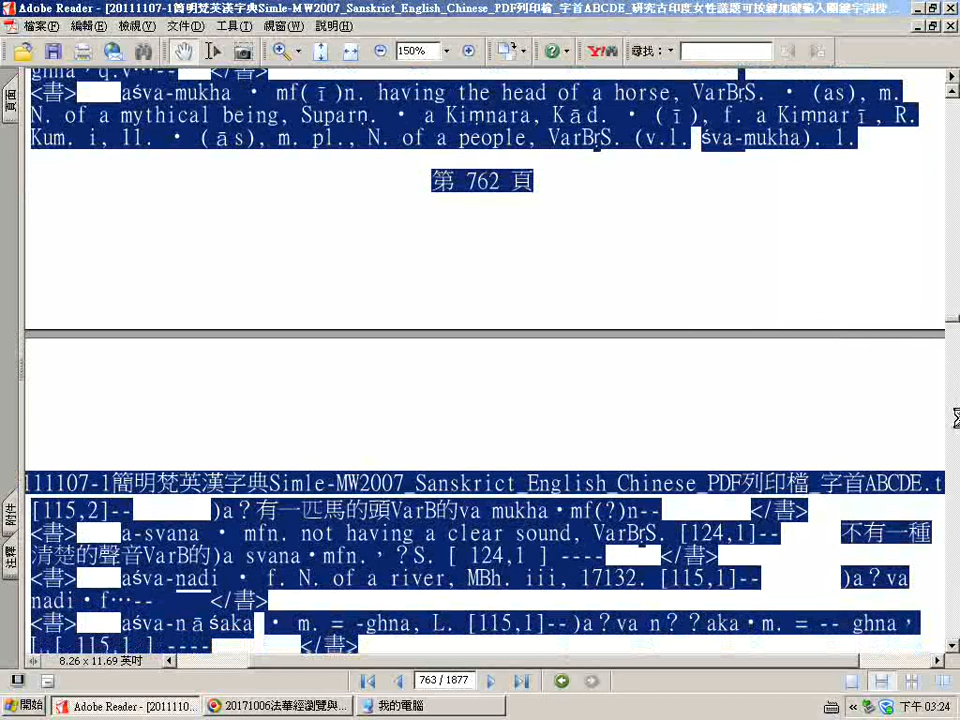 Adobe Reader - [20111107-1簡明梵英漢字典Simle-MW2007_Sanskrict_English_Chinese_PDF列印檔_字首ABCDE_研究古印度女性議題可按鍵加鍵輸入關鍵字詞搜
檔案(F) 編輯(E) 檢視(V) 文件(D) 工具(T) 視窗(W) 說明(H)
150% Y! 尋找:
頁面
ghna，q.v…-- </書>
<書> aśva-mukha · mf(ī)n. having the head of a horse, VarBṛS. · (as), m.
N. of a mythical being, Suparṇ. · a Kiṃnara, Kād. · (ī), f. a Kiṃnarī, R.
Kum. i, 11. · (ās), m. pl., N. of a people, VarBṛS. (v.l. śva-mukha). 1.
第 762 頁
111107-1簡明梵英漢字典Simle-MW2007_Sanskrict_English_Chinese_PDF列印檔_字首ABCDE.t
[115,2]-- )a？有一匹馬的頭VarB的va mukha·mf(?)n-- </書>
<書> a-svana · mfn. not having a clear sound, VarBṛS. [124,1]-- 不有一種
清楚的聲音VarB的)a svana·mfn.，？S. [ 124,1 ] ---- </書>
<書> aśva-nadi · f. N. of a river, MBh. iii, 17132. [115,1]-- )a？va
nadi·f…-- </書>
<書> aśva-nāśaka · m. = -ghna, L. [115,1]--)a？va n？？aka·m. = -- ghna，
L.[ 115,1 ] ---- </書>
附件
注釋
8.26 x 11.69 英吋
763 / 1877
開始 Adobe Reader - [2011110... 20171006法華經瀏覽與... 我的電腦 « 下午 03:24